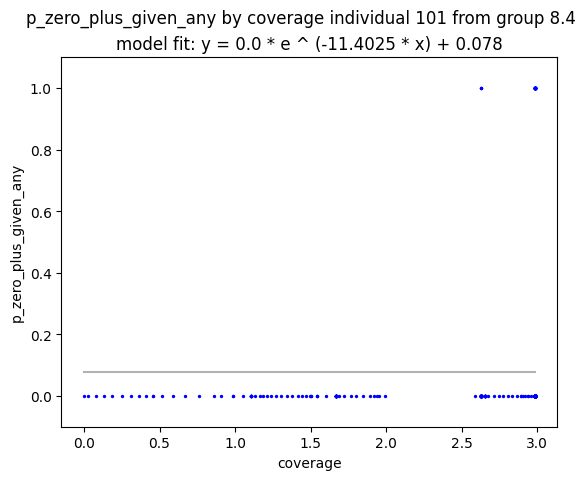 p_zero_plus_given_any by coverage individual 101 from group 8.4
model fit: y = 0.0 * e ^ (-11.4025 * x) + 0.078
1.0
0.8
0.6
0.4
0.2
0.0
p_zero_plus_given_any
0.0 0.5 1.0 1.5 2.0 2.5 3.0
coverage